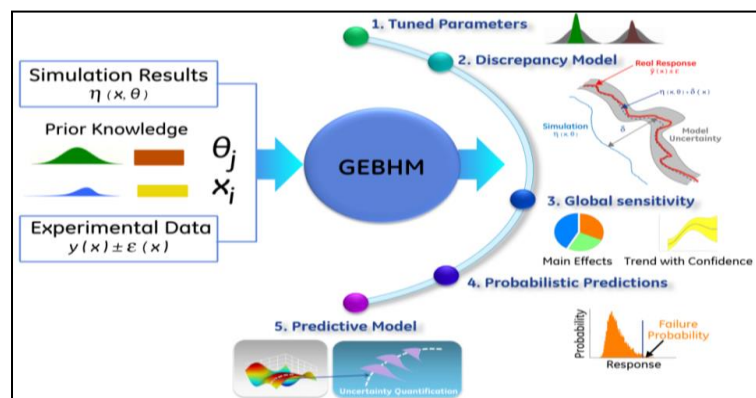 1. Tuned Parameters
2. Discrepancy Model
Real Response
y(x)±ε
η(x,θ)+δ(x)
Simulation
η(x,θ)
δ
Model
Uncertainty
Simulation Results
η (x, θ)
Prior Knowledge
θj
xi
Experimental Data
y(x) ± ε(x)
GEBHM
3. Global sensitivity
Main Effects
Trend with Confidence
4. Probabilistic Predictions
Probability
Failure
Probability
Response
5. Predictive Model
Uncertainty Quantification